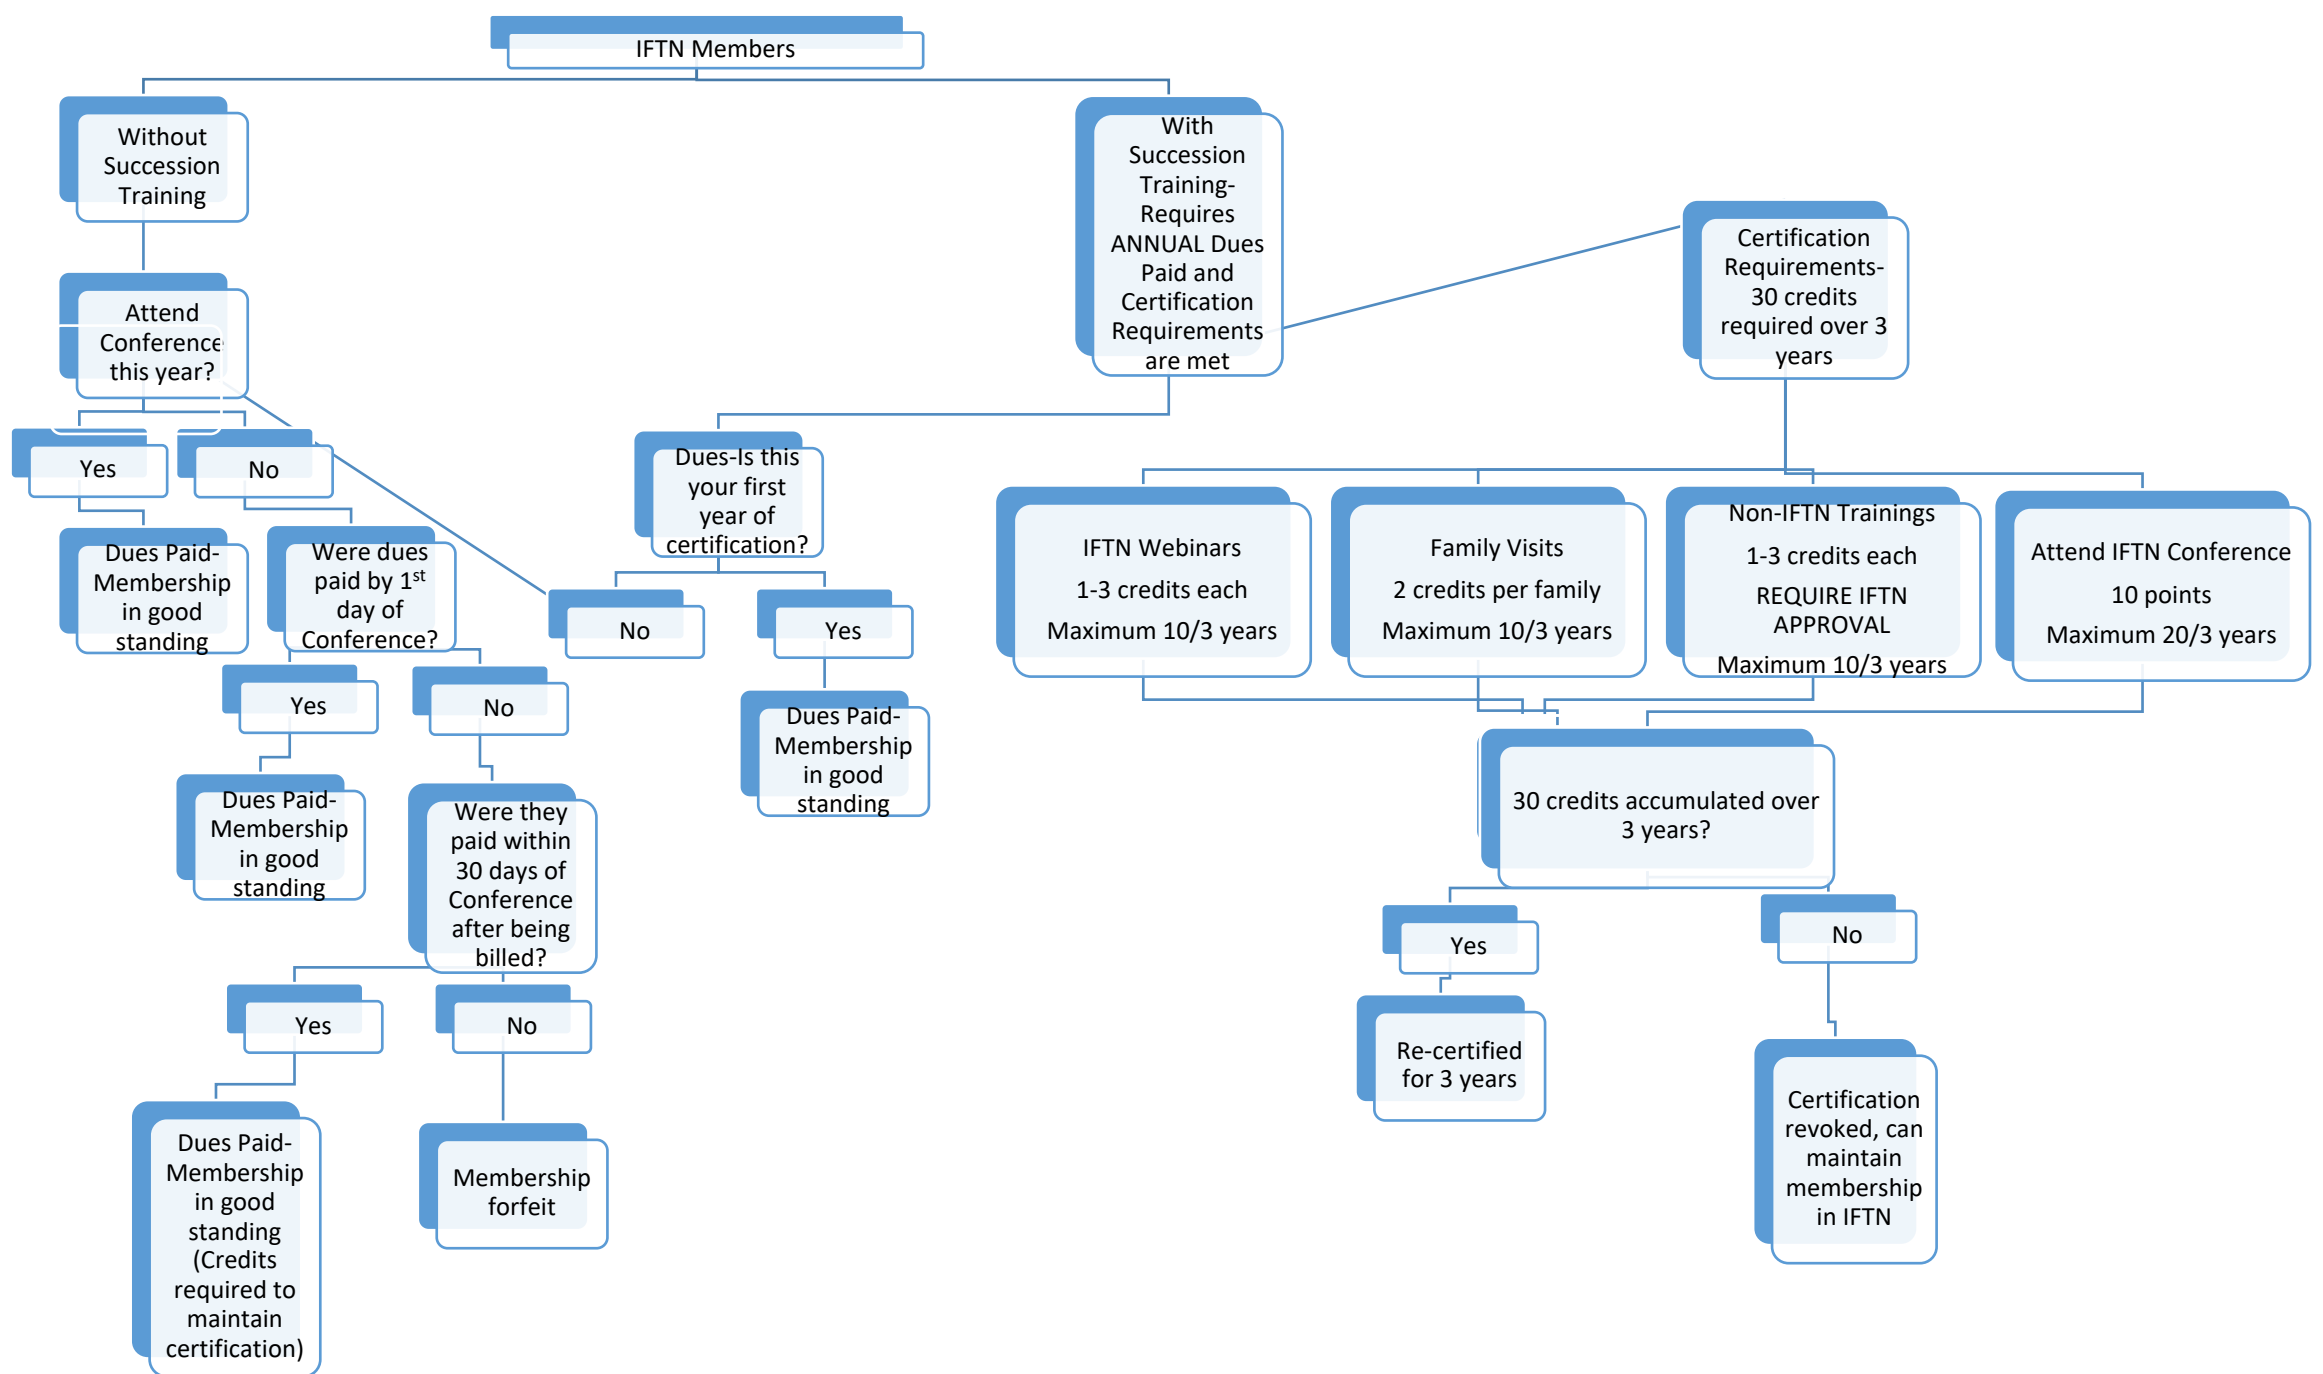 IFTN Members
Without
Succession
Training
With
Succession
Training-
Requires
ANNUAL Dues
Paid and
Certification
Requirements
are met
Certification
Requirements-
30 credits
required over 3
years
Attend
Conference
this year?
Yes
No
Dues Paid-
Membership
in good
standing
Were dues
paid by 1st
day of
Conference?
Yes
No
Dues Paid-
Membership
in good
standing
Were they
paid within
30 days of
Conference
after being
billed?
Yes
No
Dues Paid-
Membership
in good
standing
(Credits
required to
maintain
certification)
Membership
forfeit
Dues-Is this
your first
year of
certification?
No
Yes
Dues Paid-
Membership
in good
standing
IFTN Webinars
1-3 credits each
Maximum 10/3 years
Family Visits
2 credits per family
Maximum 10/3 years
Non-IFTN Trainings
1-3 credits each
REQUIRE IFTN
APPROVAL
Maximum 10/3 years
Attend IFTN Conference
10 points
Maximum 20/3 years
30 credits accumulated over
3 years?
Yes
No
Re-certified
for 3 years
Certification
revoked, can
maintain
membership
in IFTN